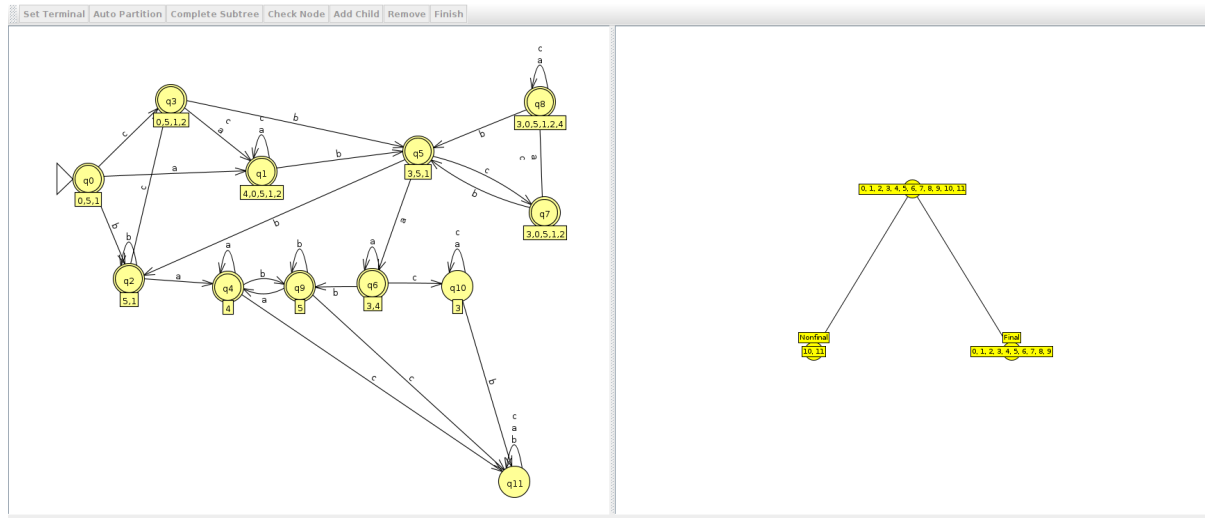 Set Terminal Auto Partition Complete Subtree Check Node Add Child Remove Finish
c
a
q8
3,0,5,1,2,4
q3
0,5,1,2
b
c
a
c
a
c
b
q5
3,5,1
b
c
a
c
q0
0,5,1
a
q1
4,0,5,1,2
b
c
b
q7
3,0,5,1,2
c
b
b
a
b
q2
5,1
a
a
q4
4
b
a
b
q9
5
b
a
q6
3,4
c
c
a
q10
3
c
c
b
c
a
b
q11
0, 1, 2, 3, 4, 5, 6, 7, 8, 9, 10, 11
Nonfinal
10, 11
Final
0, 1, 2, 3, 4, 5, 6, 7, 8, 9